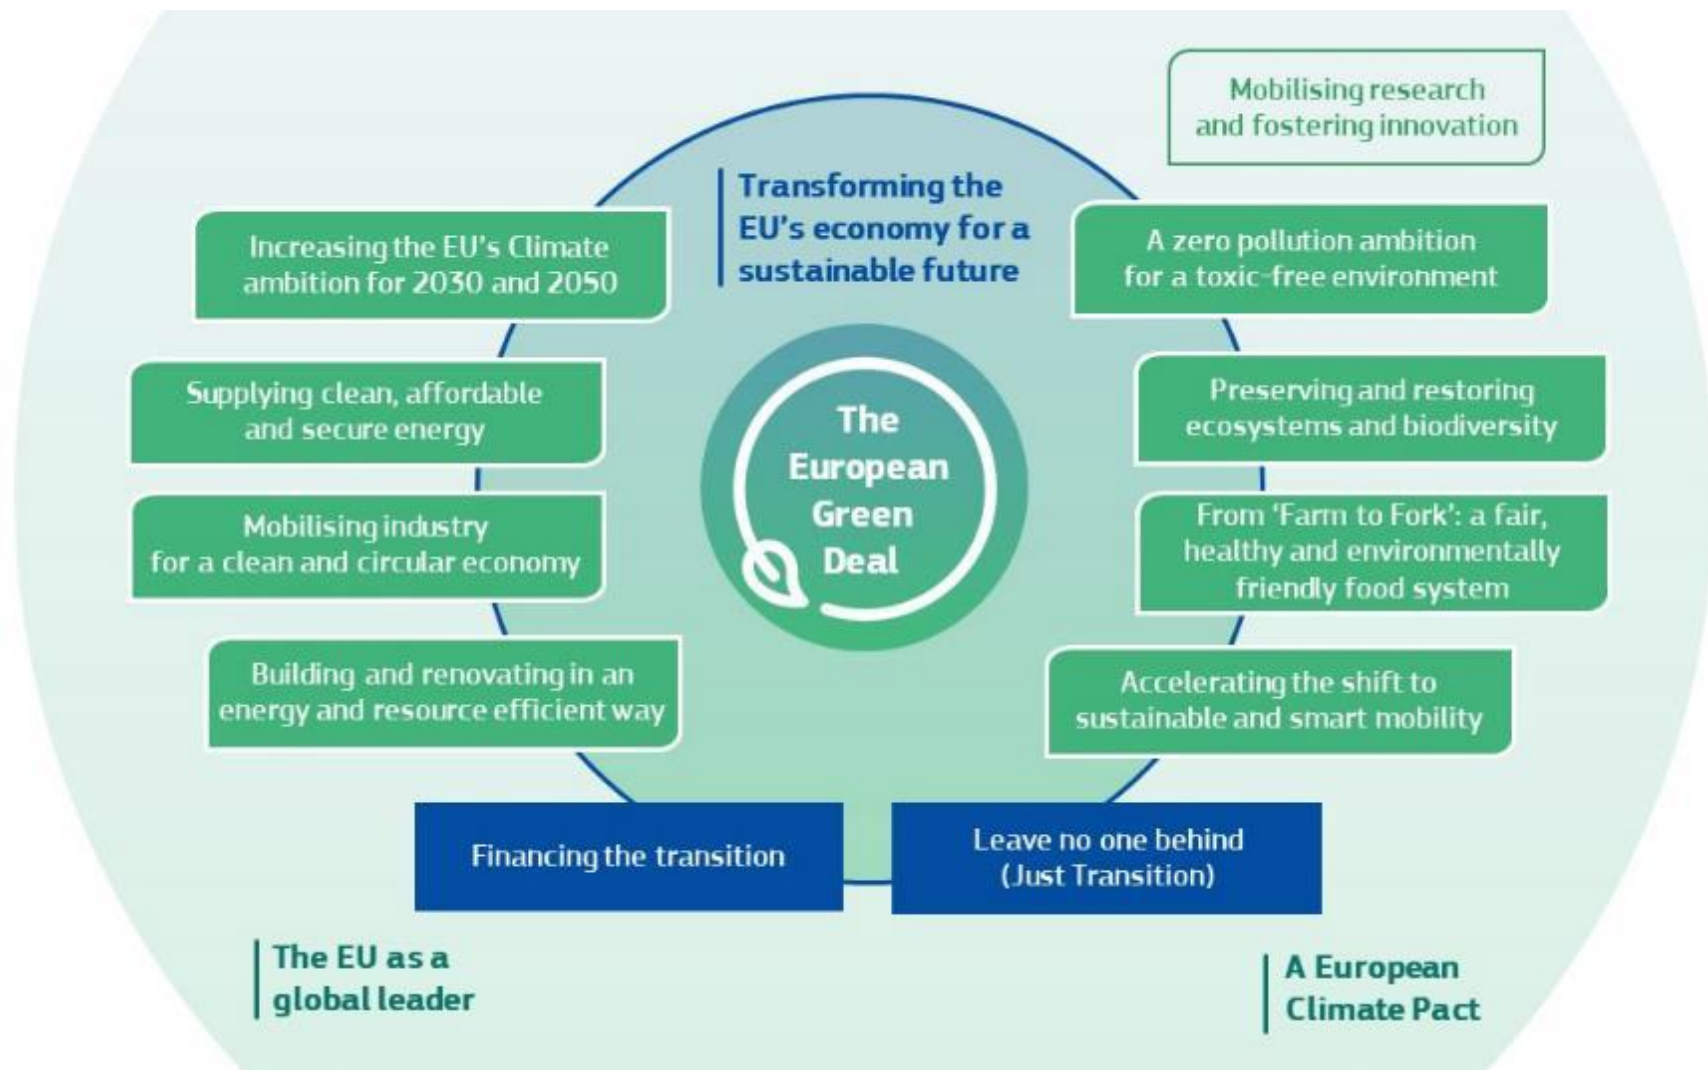 Mobilising research
and fostering innovation
Transforming the
EU's economy for a
sustainable future
Increasing the EU's Climate
ambition for 2030 and 2050
A zero pollution ambition
for a toxic-free environment
Supplying clean, affordable
and secure energy
Preserving and restoring
ecosystems and biodiversity
The
European
Green
Deal
Mobilising industry
for a clean and circular economy
From ‘Farm to Fork’: a fair,
healthy and environmentally
friendly food system
Building and renovating in an
energy and resource efficient way
Accelerating the shift to
sustainable and smart mobility
Financing the transition
Leave no one behind
(Just Transition)
The EU as a
global leader
A European
Climate Pact